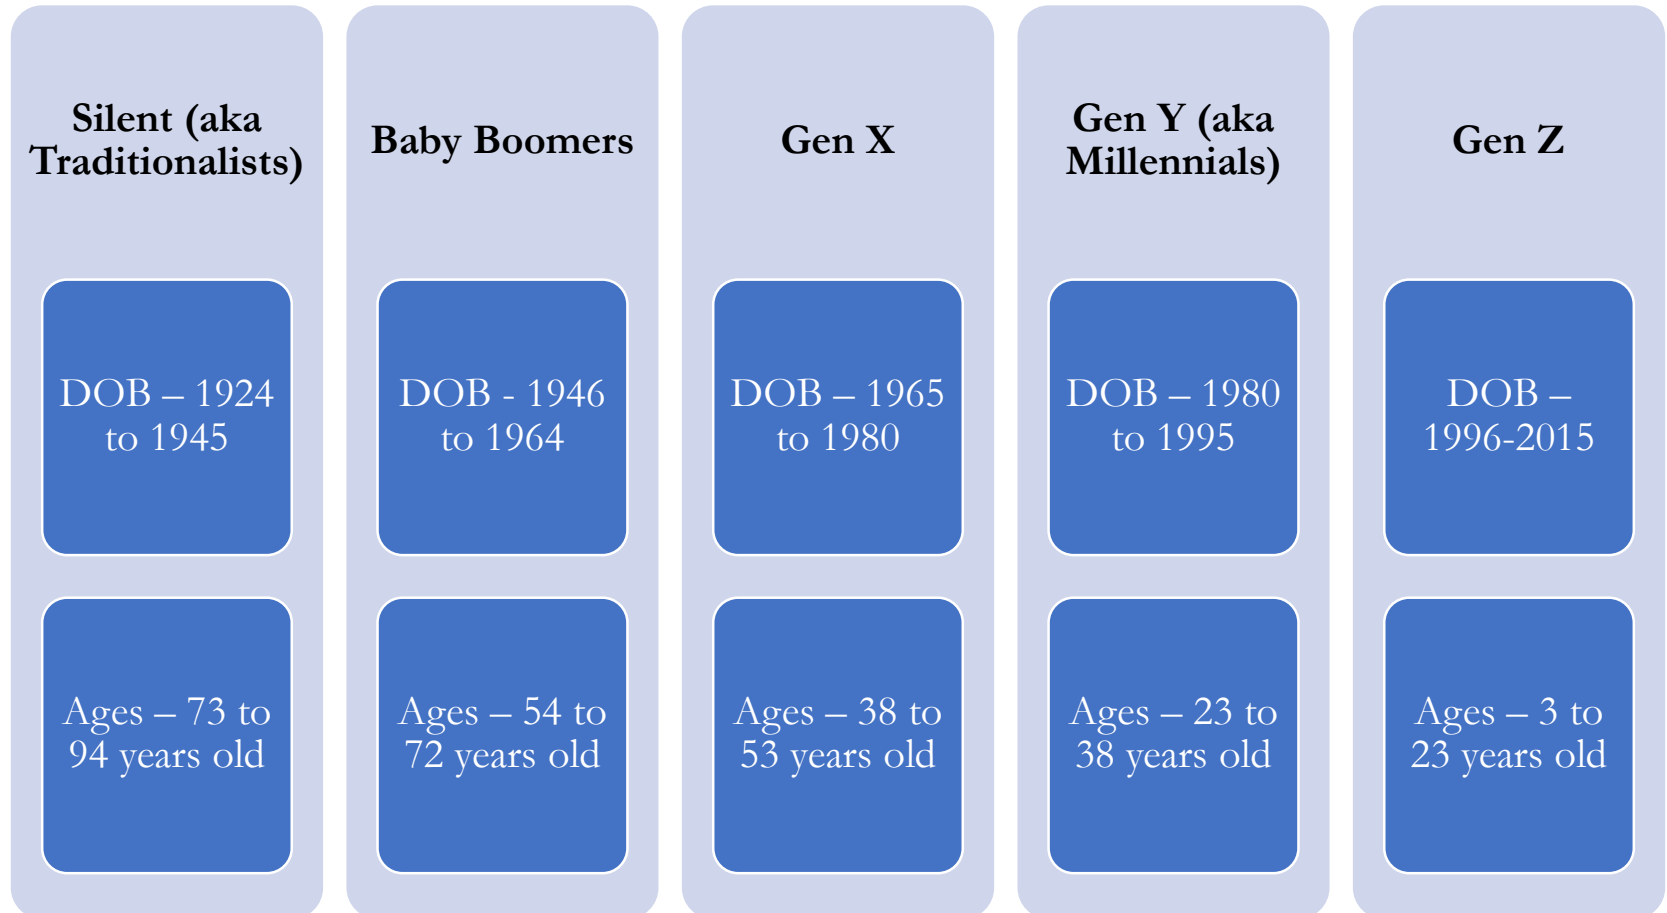 Silent (aka
Traditionalists)
DOB – 1924
to 1945
Ages – 73 to
94 years old
Baby Boomers
DOB - 1946
to 1964
Ages – 54 to
72 years old
Gen X
DOB – 1965
to 1980
Ages – 38 to
53 years old
Gen Y (aka
Millennials)
DOB – 1980
to 1995
Ages – 23 to
38 years old
Gen Z
DOB –
1996-2015
Ages – 3 to
23 years old